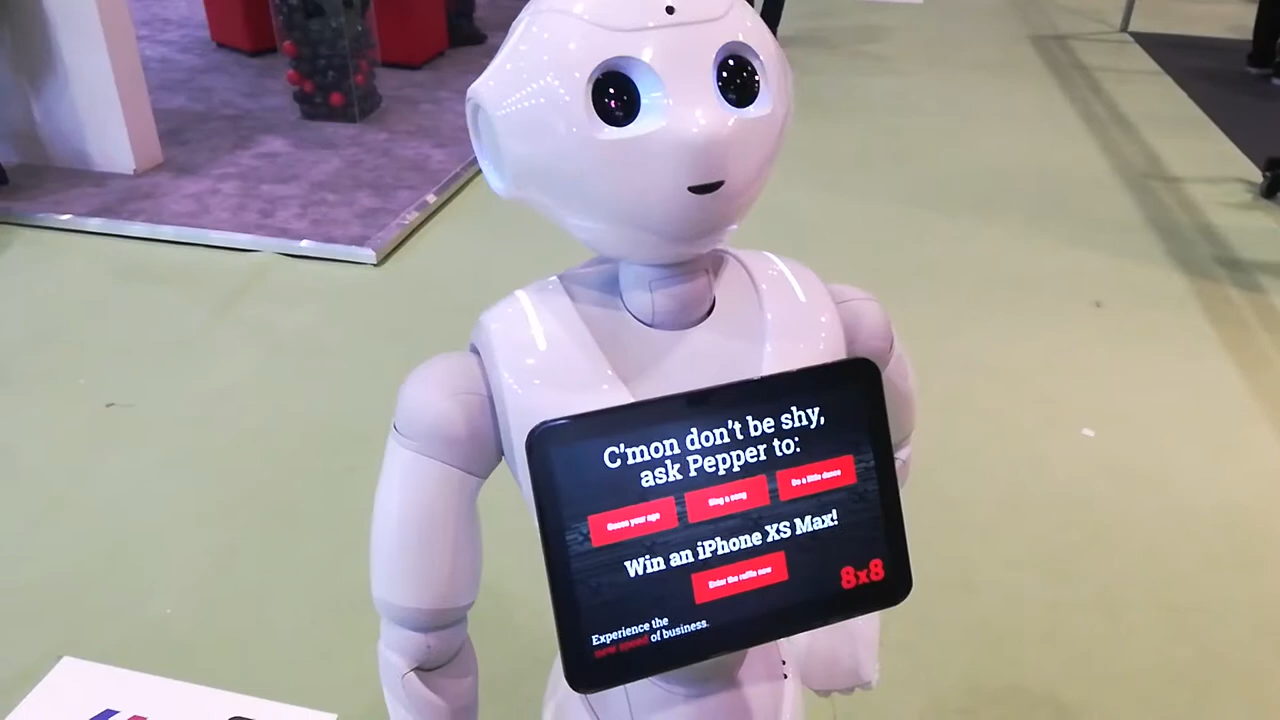 C'mon don't be shy,
ask Pepper to:
Guess your age
Sing a song
Do a little dance
Win an iPhone XS Max!
Enter the raffle now
8x8
Experience the
new speed of business.